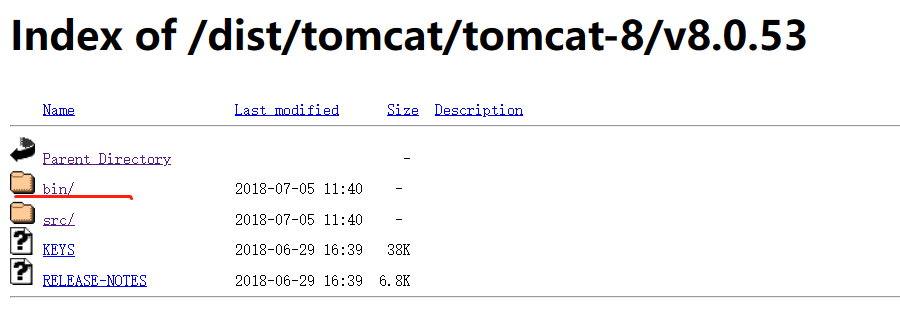 Index of /dist/tomcat/tomcat-8/v8.0.53
Name Last modified Size Description
Parent Directory -
bin/ 2018-07-05 11:40 -
src/ 2018-07-05 11:40 -
KEYS 2018-06-29 16:39 38K
RELEASE-NOTES 2018-06-29 16:39 6.8K